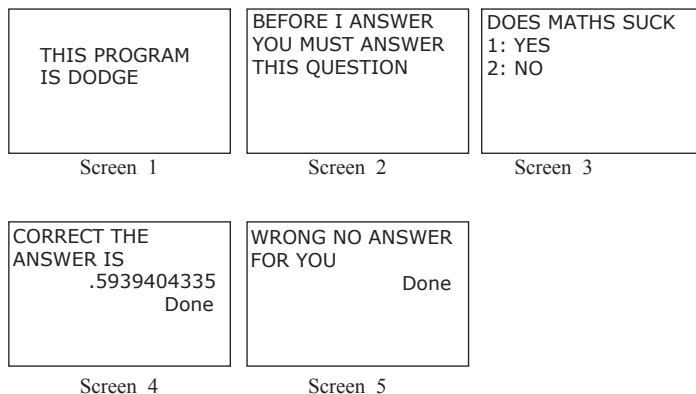 THIS PROGRAM
IS DODGE
Screen 1
BEFORE I ANSWER
YOU MUST ANSWER
THIS QUESTION
Screen 2
DOES MATHS SUCK
1: YES
2: NO
Screen 3
CORRECT THE
ANSWER IS
.5939404335
Done
Screen 4
WRONG NO ANSWER
FOR YOU
Done
Screen 5